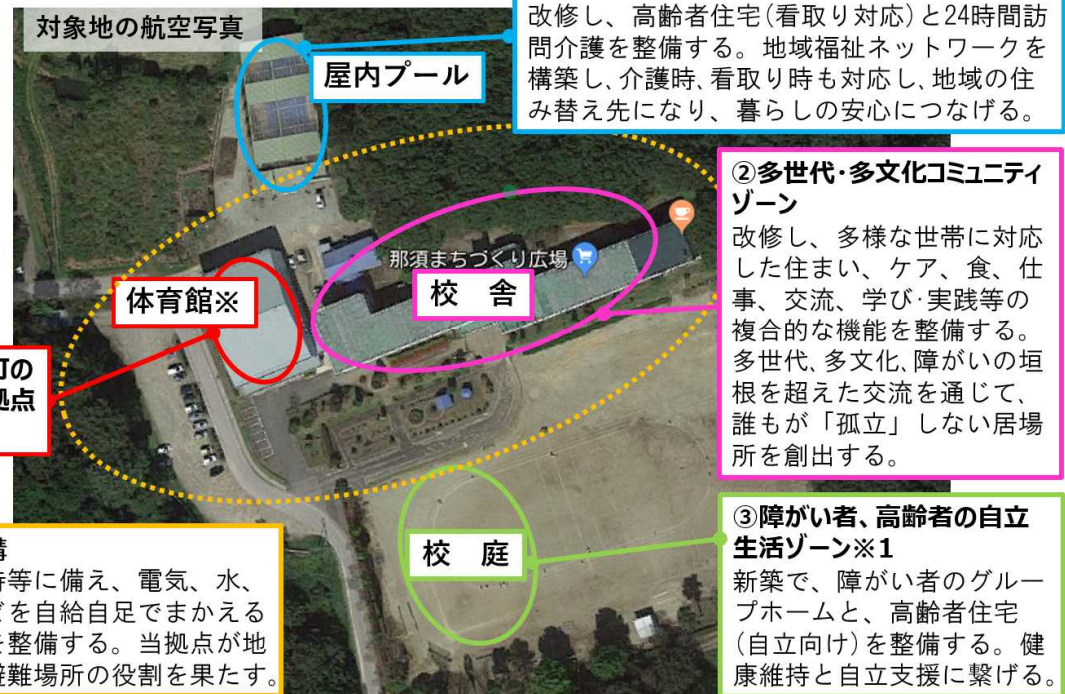 対象地の航空写真
屋内プール
改修し、高齢者住宅(看取り対応)と24時間訪
問介護を整備する。地域福祉ネットワークを
構築し、介護時、看取り時も対応し、地域の住
み替え先になり、暮らしの安心につなげる。
②多世代・多文化コミュニティ
ゾーン
改修し、多様な世帯に対応
した住まい、ケア、食、仕
事、交流、学び・実践等の
複合的な機能を整備する。
多世代、多文化、障がいの垣
根を超えた交流を通じて、
誰もが「孤立」しない居場
所を創出する。
那須まちづくり広場
校　舎
体育館※
町の
拠点
校　庭
③障がい者、高齢者の自立
生活ゾーン※1
新築で、障がい者のグルー
プホームと、高齢者住宅
(自立向け)を整備する。健
康維持と自立支援に繋げる。
時等に備え、電気、水、
どを自給自足でまかえる
を整備する。当拠点が地
避難場所の役割を果たす。